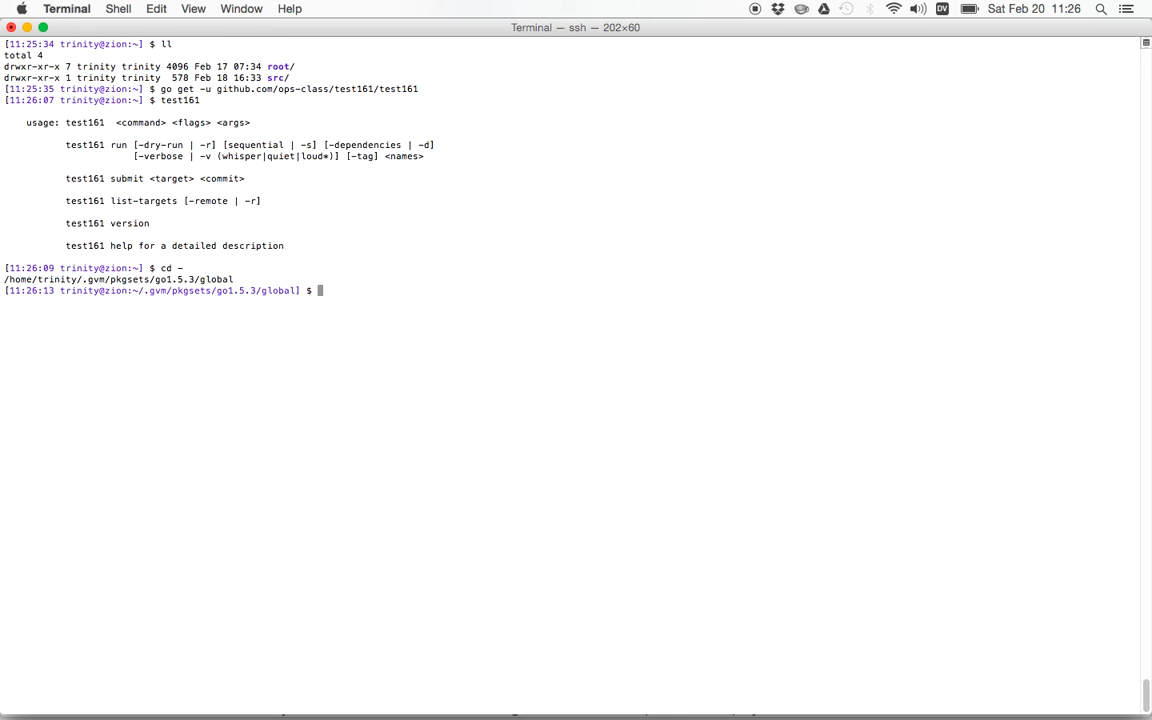 Terminal Shell Edit View Window Help DV Sat Feb 20 11:26
Terminal — ssh — 202×60
[11:25:34 trinity@zion:~] $ ll
total 4
drwxr-xr-x 7 trinity trinity 4096 Feb 17 07:34 root/
drwxr-xr-x 1 trinity trinity  578 Feb 18 16:33 src/
[11:25:35 trinity@zion:~] $ go get -u github.com/ops-class/test161/test161
[11:26:07 trinity@zion:~] $ test161
usage: test161  <command> <flags> <args>
test161 run [-dry-run | -r] [sequential | -s] [-dependencies | -d]
[-verbose | -v (whisper|quiet|loud*)] [-tag] <names>
test161 submit <target> <commit>
test161 list-targets [-remote | -r]
test161 version
test161 help for a detailed description
[11:26:09 trinity@zion:~] $ cd -
/home/trinity/.gvm/pkgsets/go1.5.3/global
[11:26:13 trinity@zion:~/.gvm/pkgsets/go1.5.3/global] $